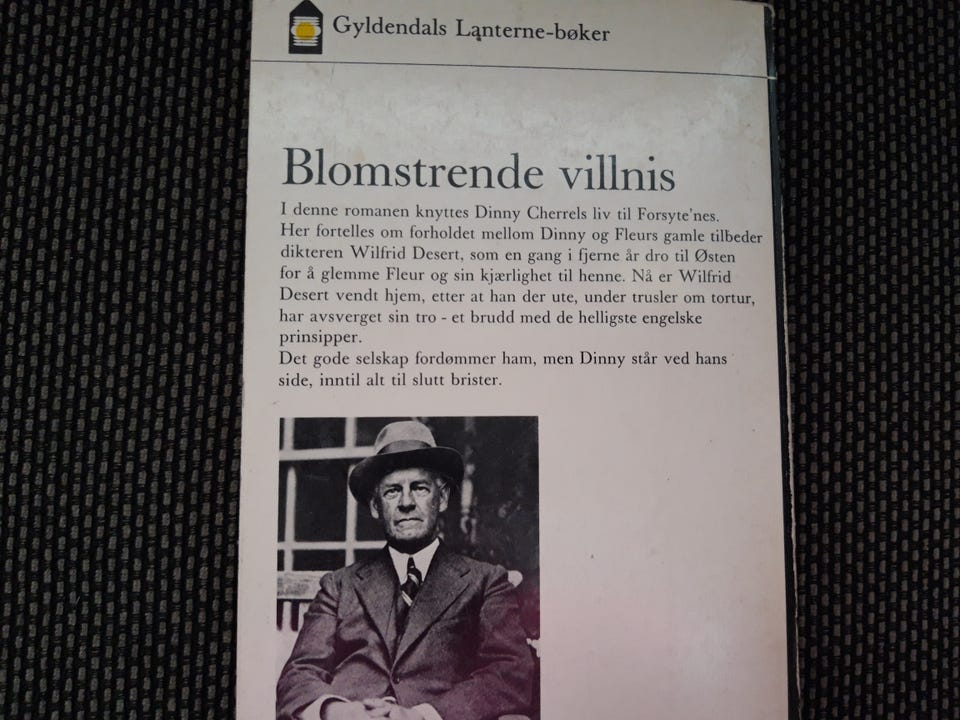 Gyldendals Lanterne-bøker
Blomstrende villnis
I denne romanen knyttes Dinny Cherrels liv til Forsyte'nes.
Her fortelles om forholdet mellom Dinny og Fleurs gamle tilbeder
dikteren Wilfrid Desert, som en gang i fjerne år dro til Østen
for å glemme Fleur og sin kjærlighet til henne. Nå er Wilfrid
Desert vendt hjem, etter at han der ute, under trusler om tortur,
har avsverget sin tro - et brudd med de helligste engelske
prinsipper.
Det gode selskap fordømmer ham, men Dinny står ved hans
side, inntil alt til slutt brister.